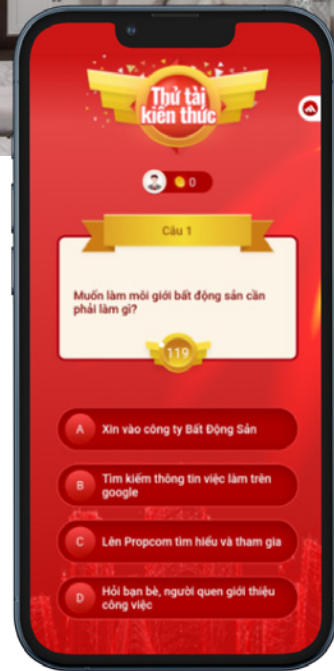 Thử tài
kiến thức
0
Câu 1
Muốn làm môi giới bất động sản cần
phải làm gì?
119
A Xin vào công ty Bất Động Sản
B Tìm kiếm thông tin việc làm trên
google
C Lên Propcom tìm hiểu và tham gia
D Hỏi bạn bè, người quen giới thiệu
công việc